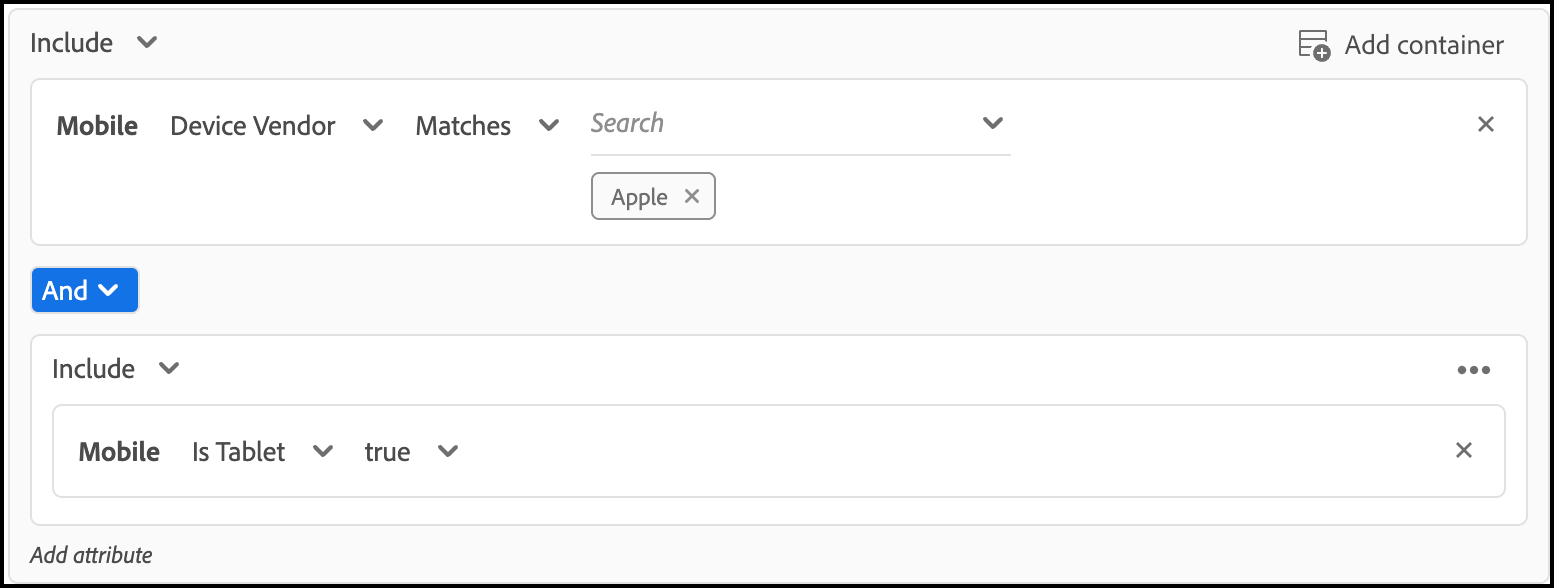 Include
Add container
Mobile Device Vendor Matches Search
Apple
And
Include
Mobile Is Tablet true
Add attribute